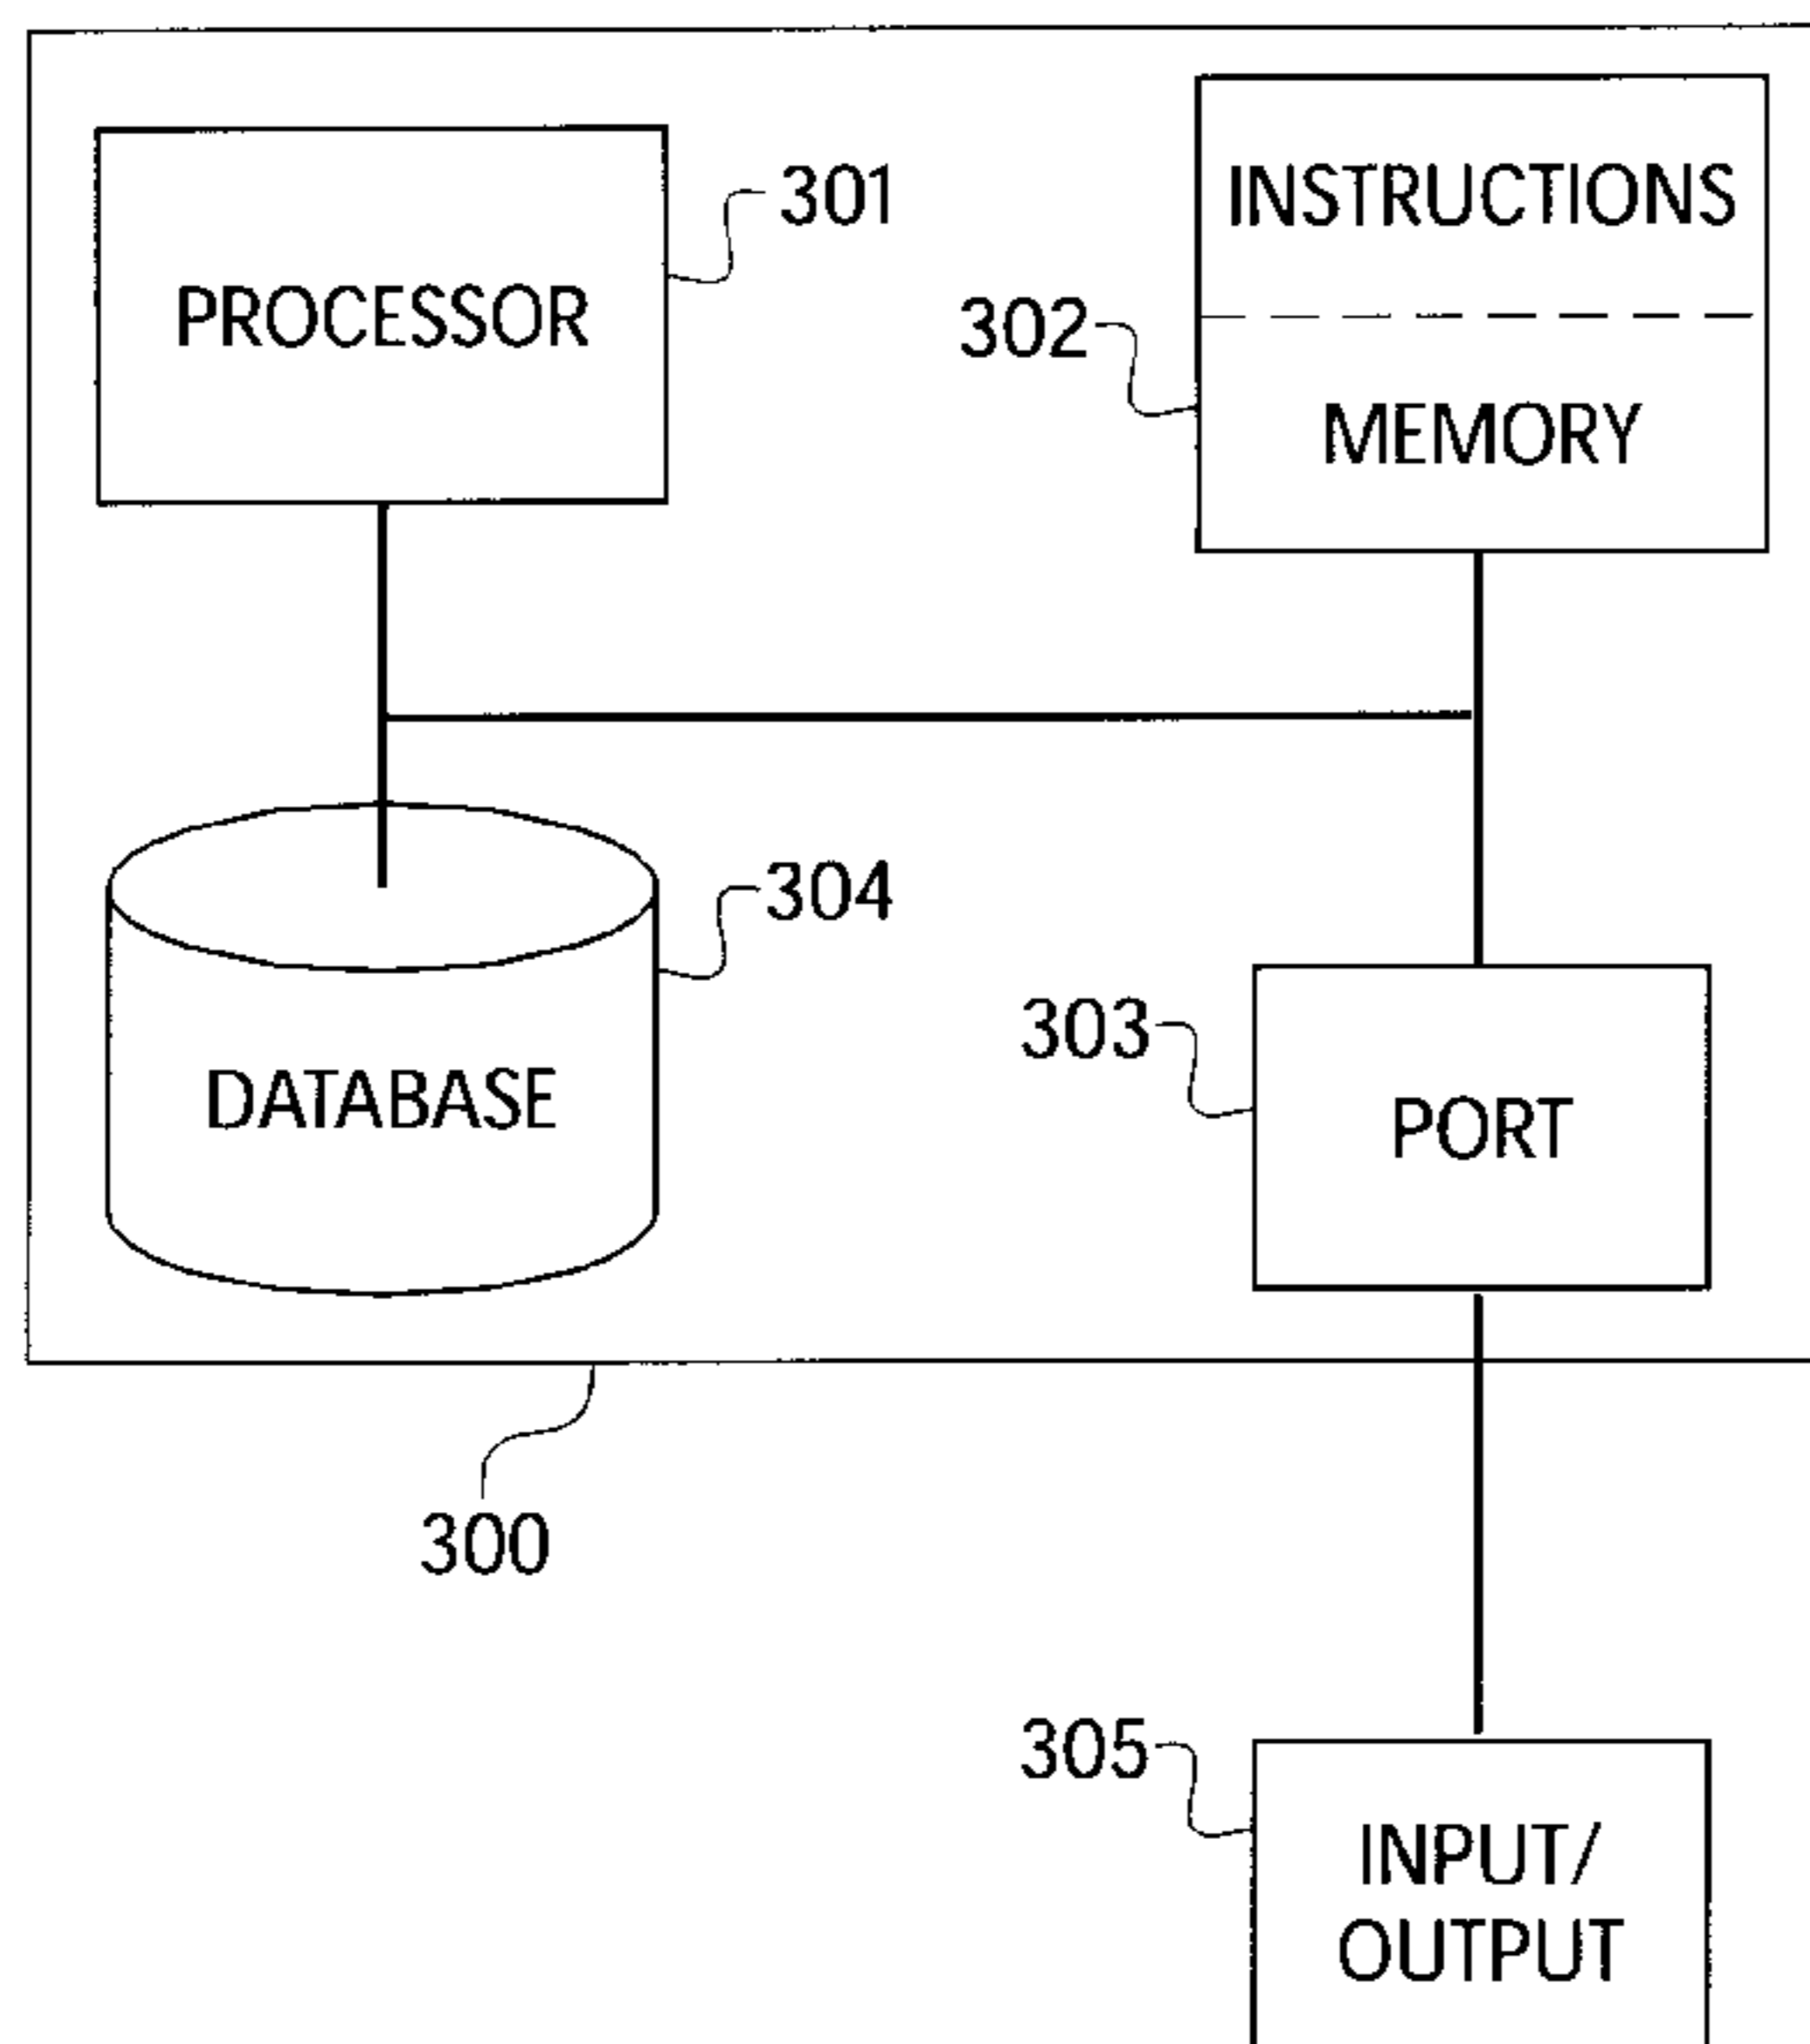 301
INSTRUCTIONS
PROCESSOR
302
MEMORY
304
303
DATABASE
PORT
300
305
INPUT/
OUTPUT